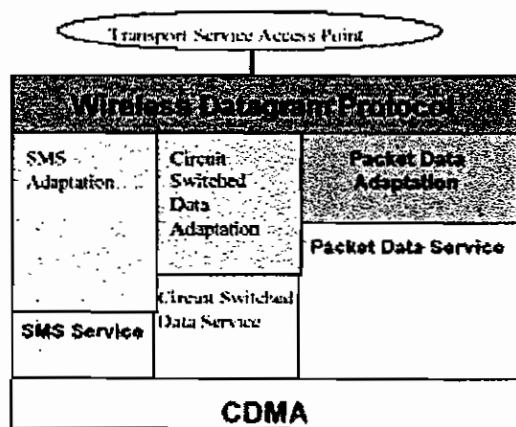 Transport Service Access Point
Wireless Datagram Protocol
SMS
Adaptation
Circuit
Switched
Data
Adaptation
Packet Data
Adaptation
Packet Data Service
Circuit Switched
Data Service
SMS Service
CDMA